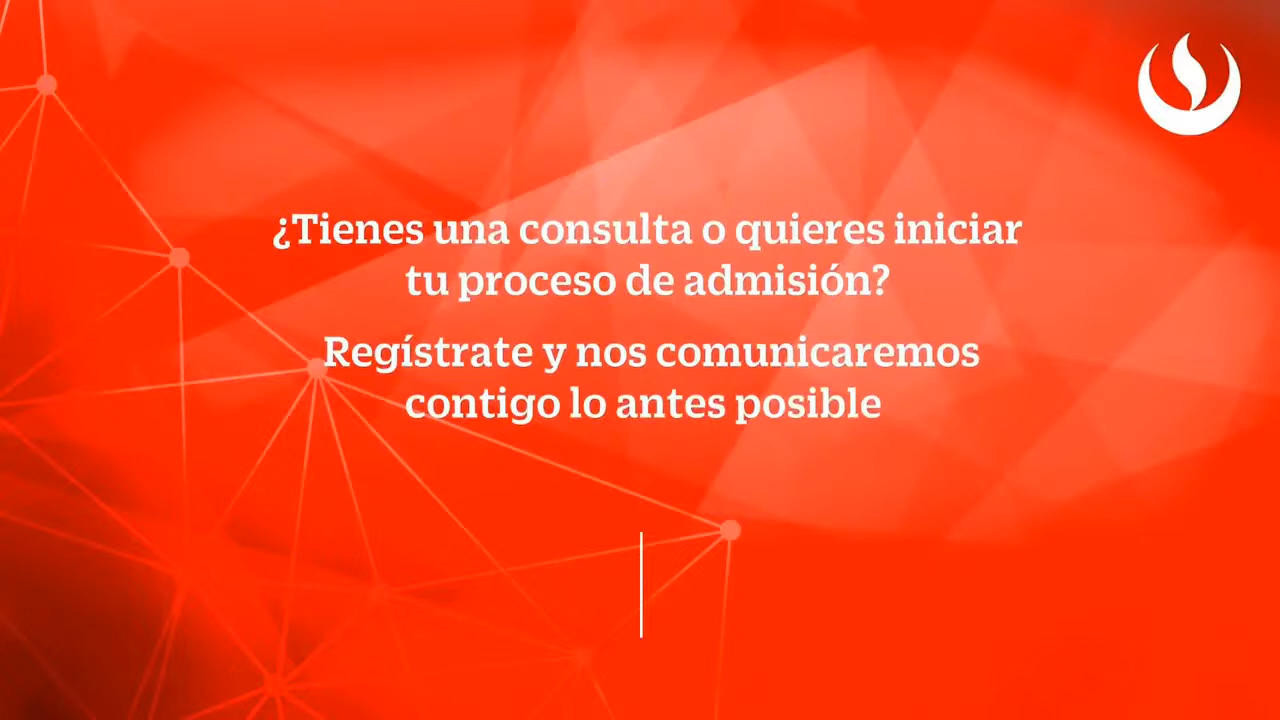 ¿Tienes una consulta o quieres iniciar
tu proceso de admisión?
Regístrate y nos comunicaremos
contigo lo antes posible